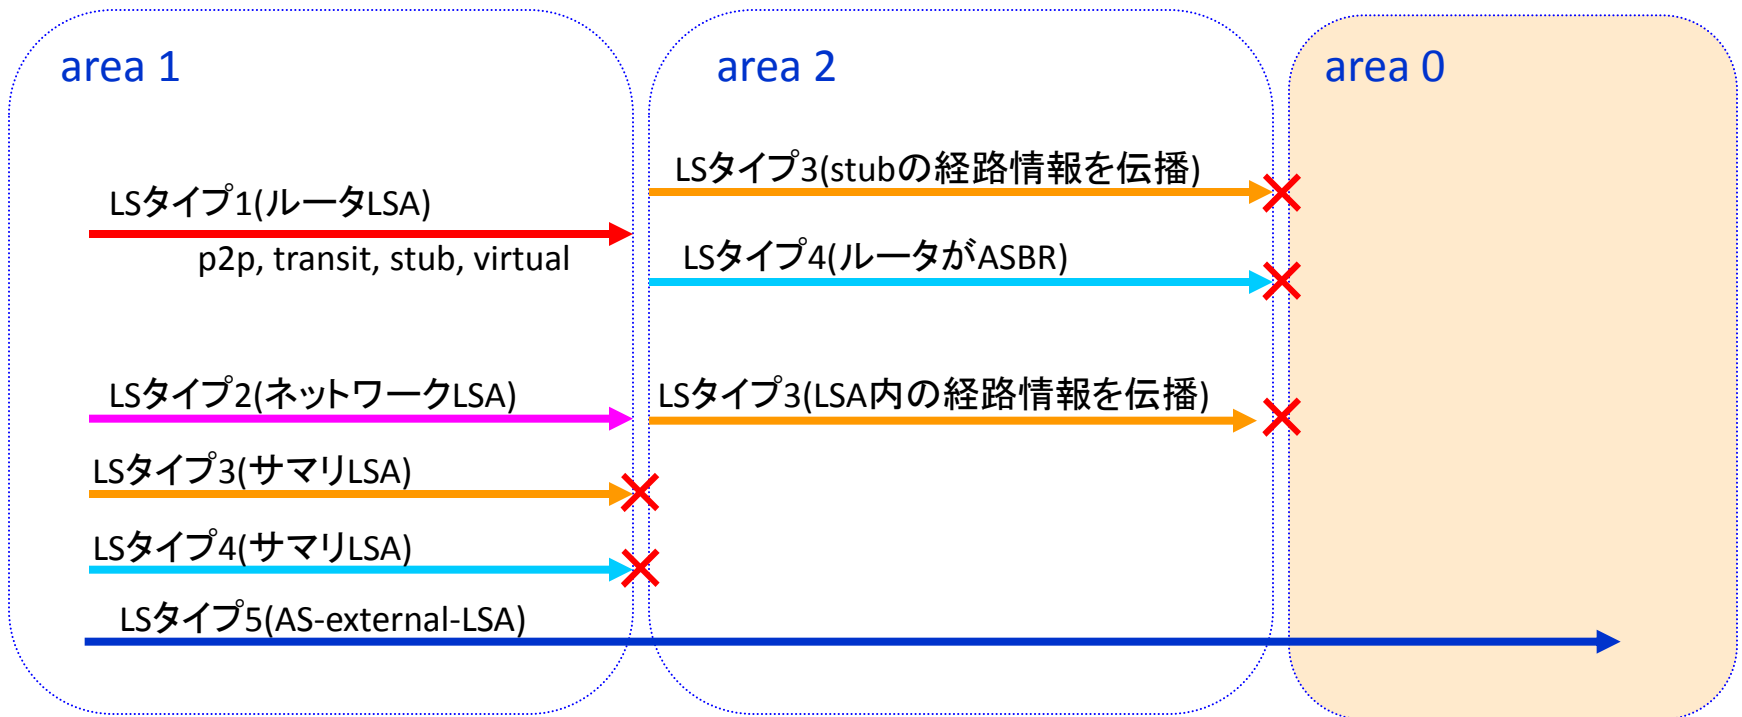 area 1
area 2
area 0
LSタイプ1(ルータLSA)
p2p, transit, stub, virtual
LSタイプ3(stubの経路情報を伝播)
LSタイプ4(ルータがASBR)
LSタイプ2(ネットワークLSA)
LSタイプ3(LSA内の経路情報を伝播)
LSタイプ3(サマリLSA)
LSタイプ4(サマリLSA)
LSタイプ5(AS-external-LSA)